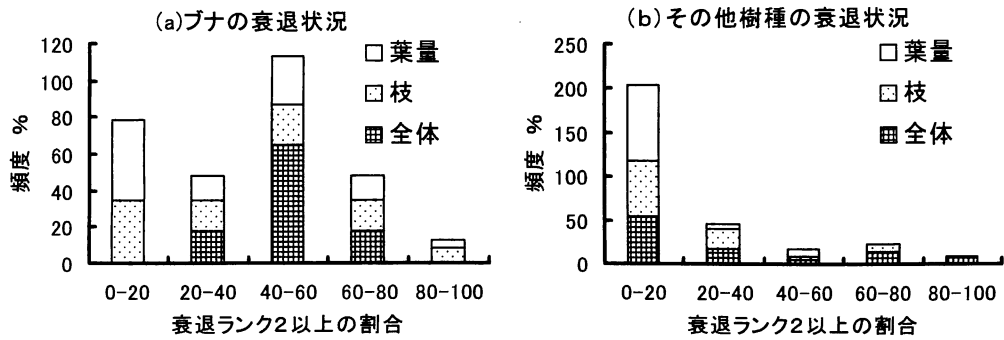 (a)ブナの衰退状況
120
100
80
60
40
20
0
頻度 %
葉量
枝
全体
0-20 20-40 40-60 60-80 80-100
衰退ランク2以上の割合
(b)その他樹種の衰退状況
250
200
150
100
50
0
頻度 %
葉量
枝
全体
0-20 20-40 40-60 60-80 80-100
衰退ランク2以上の割合